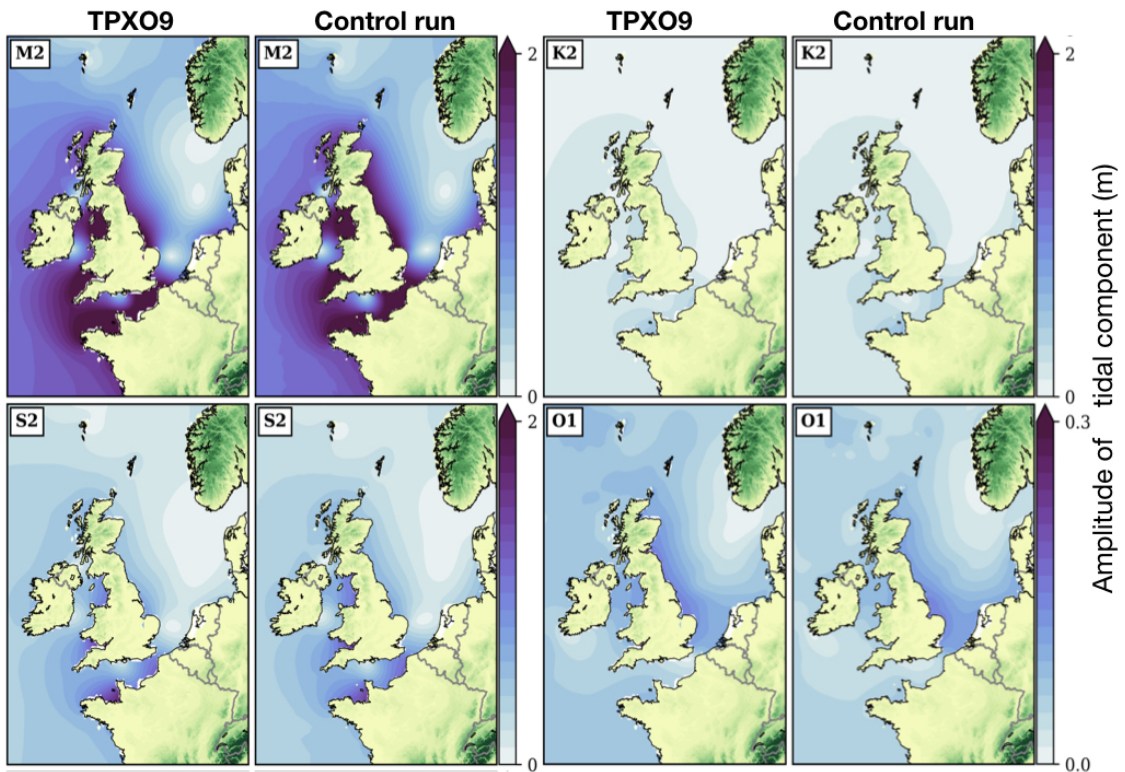 TPXO9 Control run TPXO9 Control run
M2 M2 2 K2 K2 2
0 0
S2 S2 2 O1 O1 0.3
0 0.0
Amplitude of tidal component (m)